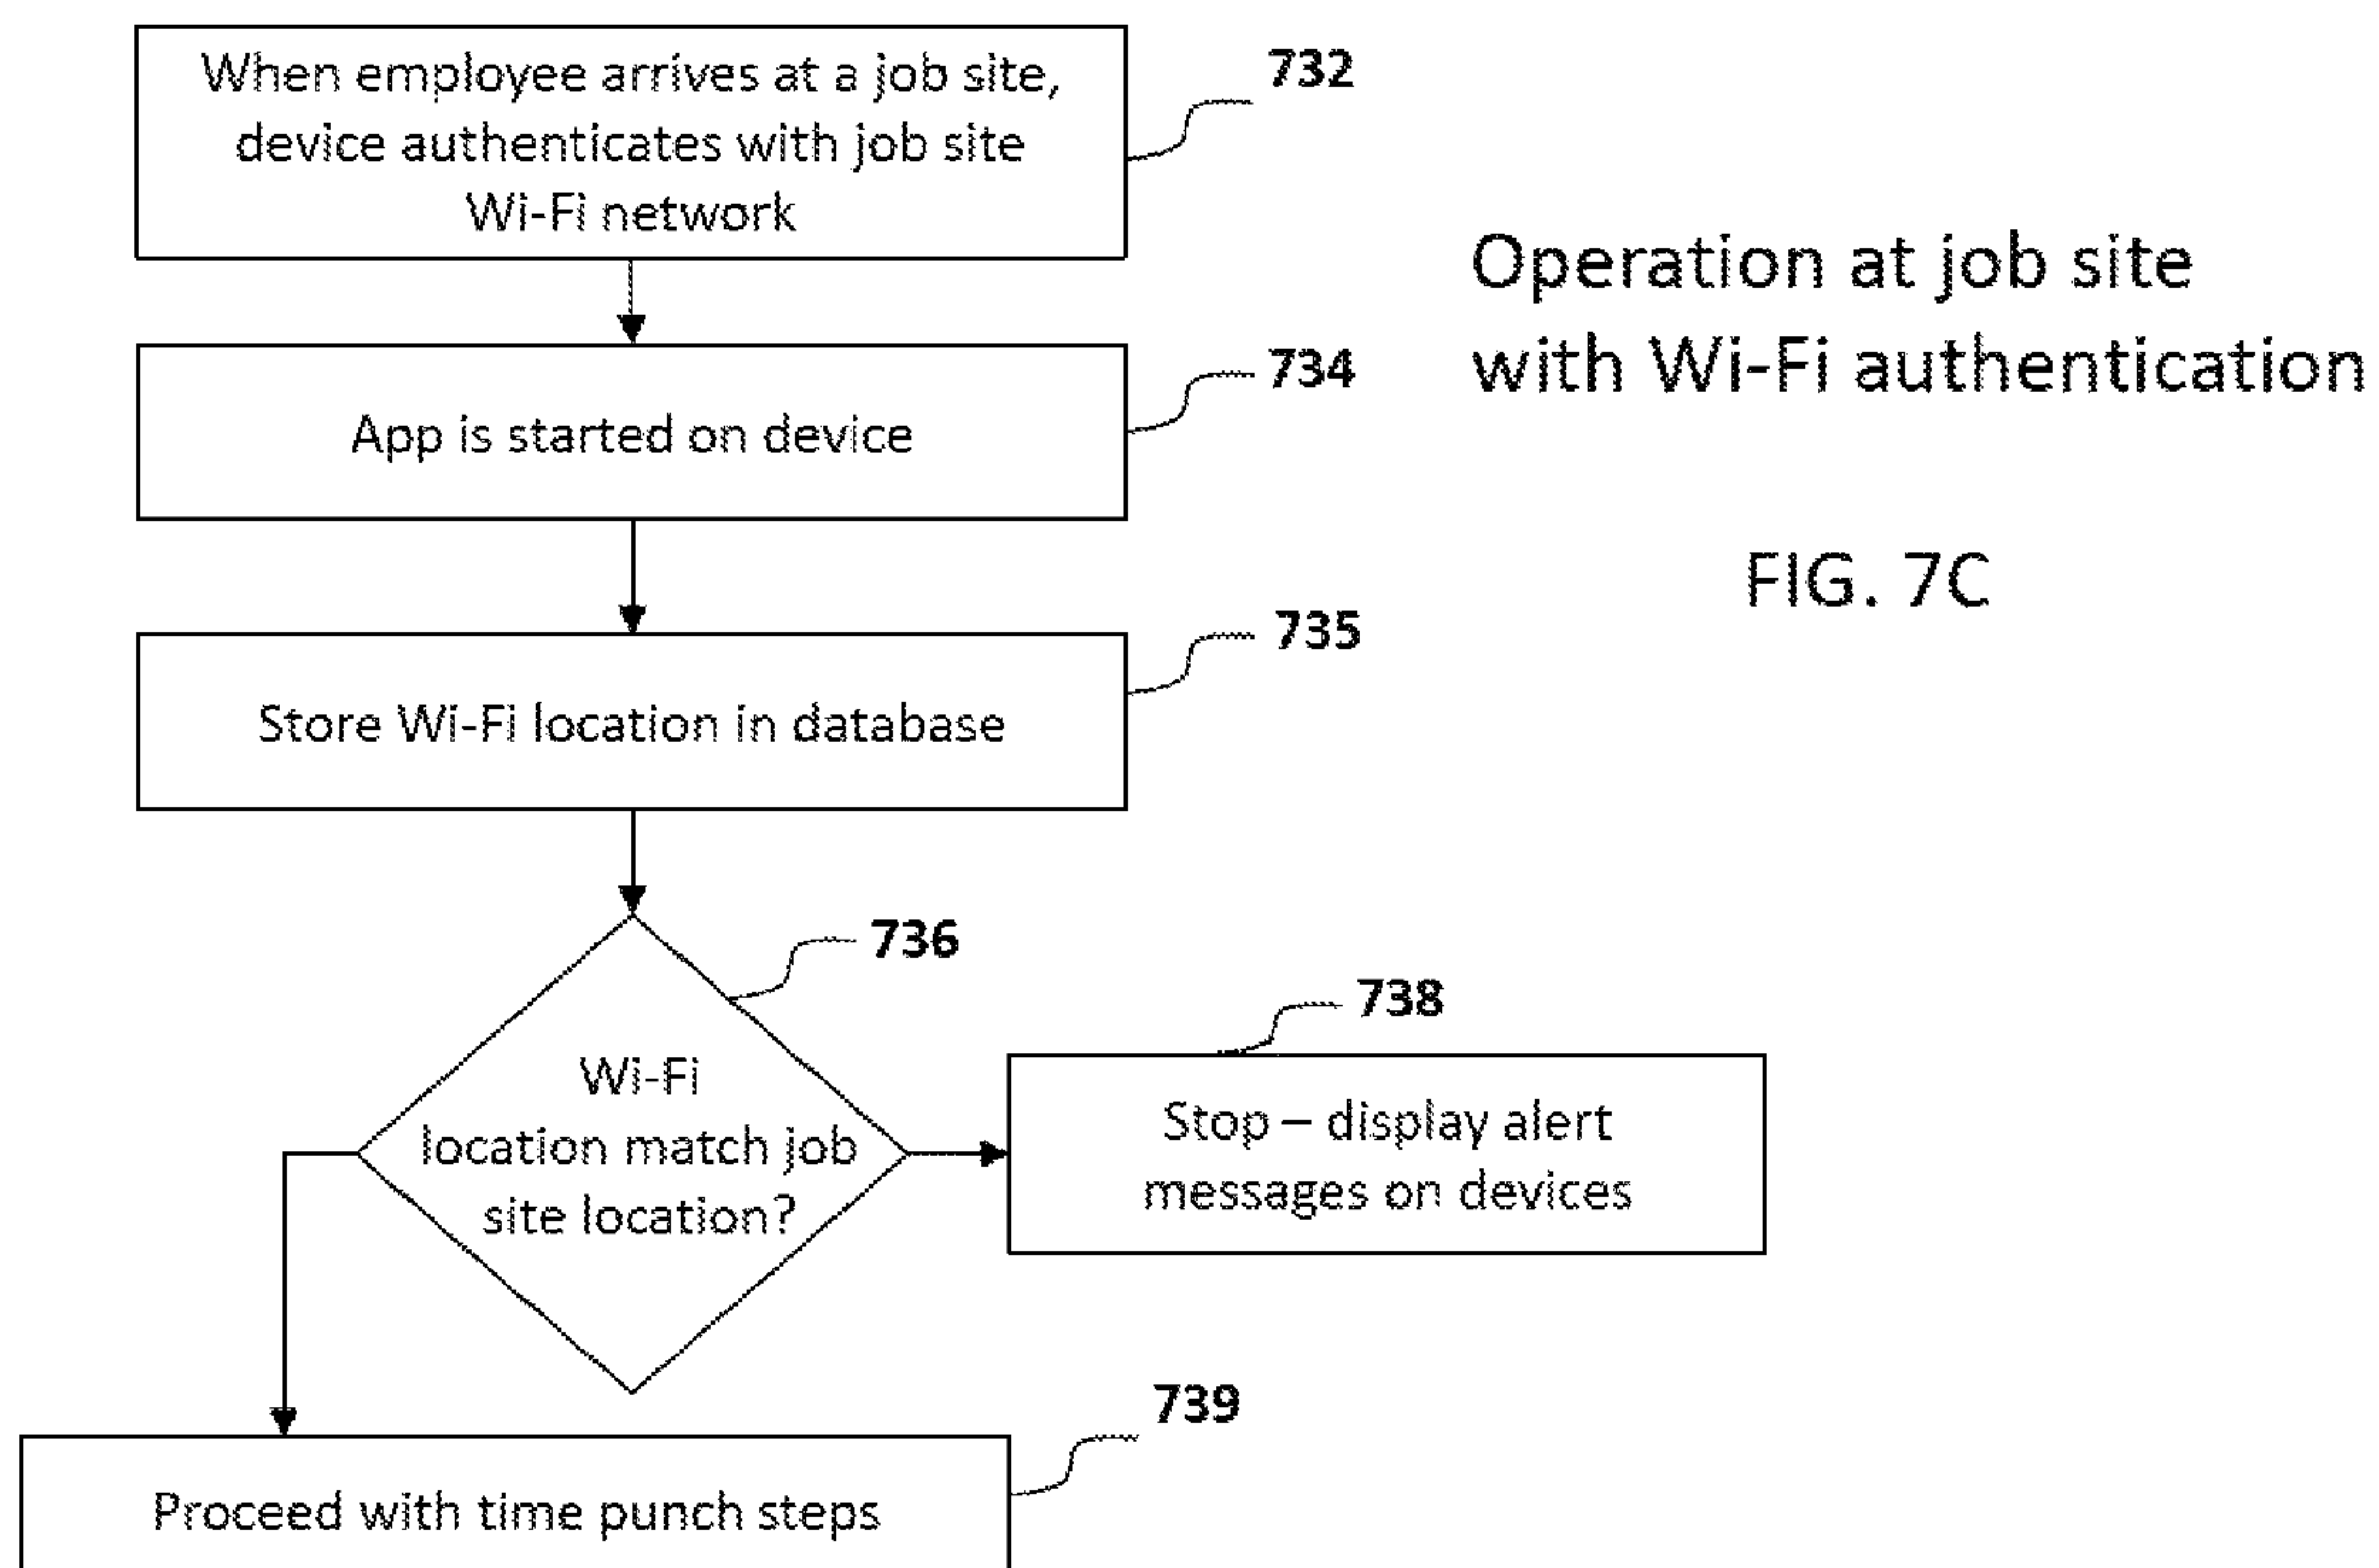 When employee arrives at a job site,
device authenticates with job site
Wi-Fi network
732
Operation at job site
with Wi-Fi authentication
FIG. 7C
App is started on device
734
Store Wi-Fi location in database
735
Wi-Fi
location match job
site location?
736
Stop – display alert
messages on devices
738
Proceed with time punch steps
739